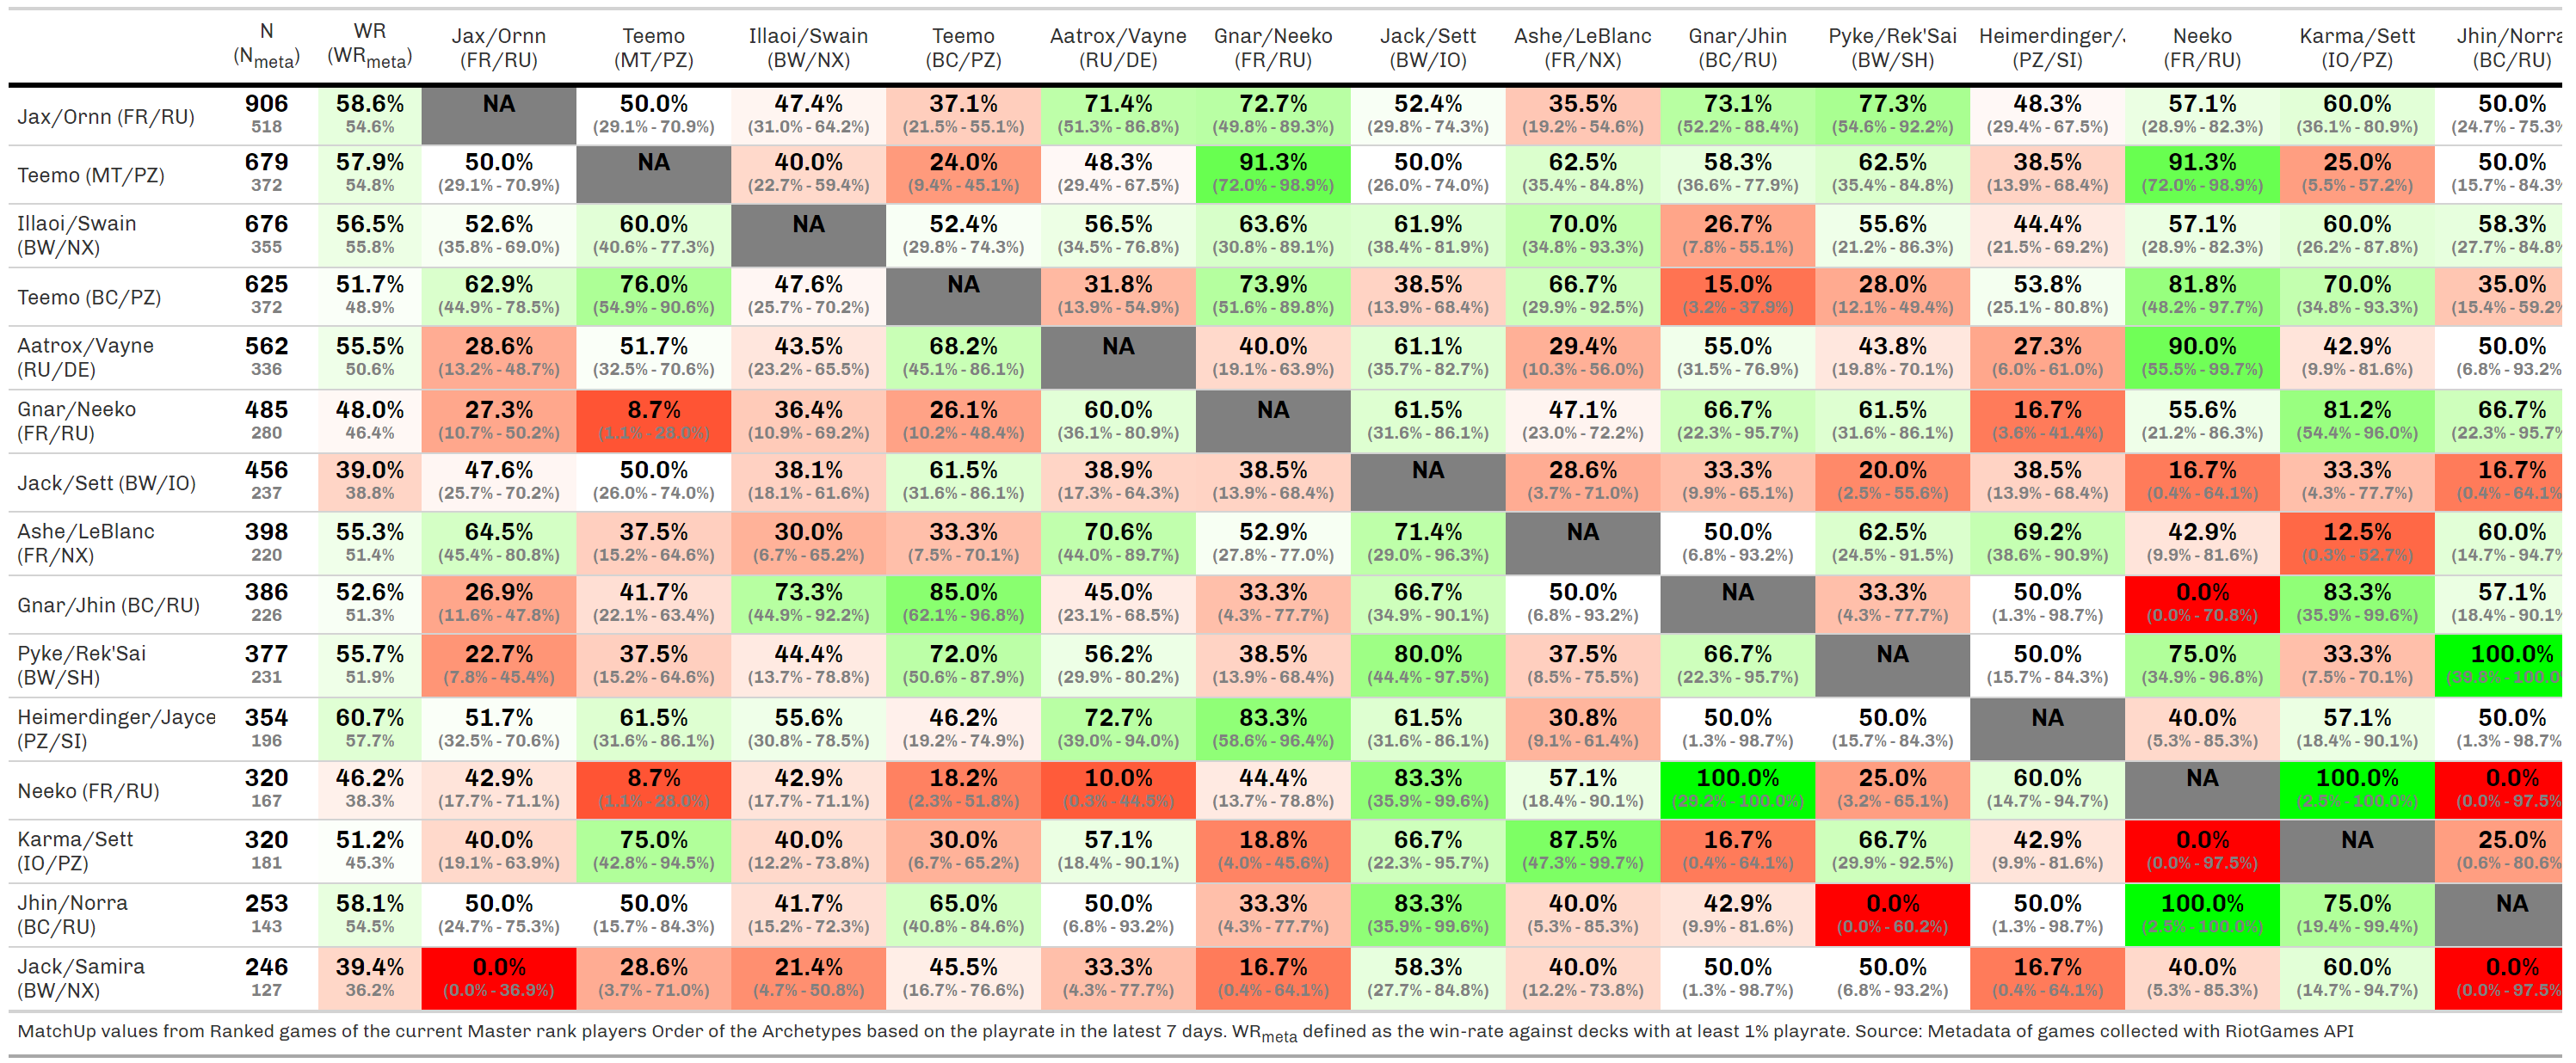 N WR Jax/Ornn Teemo Illaoi/Swain Teemo Aatrox/Vayne Gnar/Neeko Jack/Sett Ashe/LeBlanc Gnar/Jhin Pyke/Rek'Sai Heimerdinger/ Neeko Karma/Sett Jhin/Norra
(Nmeta) (WRmeta) (FR/RU) (MT/PZ) (BW/NX) (BC/PZ) (RU/DE) (FR/RU) (BW/IO) (FR/NX) (BC/RU) (BW/SH) (PZ/SI) (FR/RU) (IO/PZ) (BC/RU)
Jax/Ornn (FR/RU) 906 58.6% NA 50.0% 47.4% 37.1% 71.4% 72.7% 52.4% 35.5% 73.1% 77.3% 48.3% 57.1% 60.0% 50.0%
518 54.6% (29.1% - 70.9%) (31.0% - 64.2%) (21.5% - 55.1%) (51.3% - 86.8%) (49.8% - 89.3%) (29.8% - 74.3%) (19.2% - 54.6%) (52.2% - 88.4%) (54.6% - 92.2%) (29.4% - 67.5%) (28.9% - 82.3%) (36.1% - 80.9%) (24.7% - 75.3%
Teemo (MT/PZ) 679 57.9% 50.0% NA 40.0% 24.0% 48.3% 91.3% 50.0% 62.5% 58.3% 62.5% 38.5% 91.3% 25.0% 50.0%
372 54.8% (29.1% - 70.9%) (22.7% - 59.4%) (9.4% - 45.1%) (29.4% - 67.5%) (72.0% - 98.9%) (26.0% - 74.0%) (35.4% - 84.8%) (36.6% - 77.9%) (35.4% - 84.8%) (13.9% - 68.4%) (72.0% - 98.9%) (5.5% - 57.2%) (15.7% - 84.3%
Illaoi/Swain 676 56.5% 52.6% 60.0% NA 52.4% 56.5% 63.6% 61.9% 70.0% 26.7% 55.6% 44.4% 57.1% 60.0% 58.3%
(BW/NX) 355 55.8% (35.8% - 69.0%) (40.6% - 77.3%) (29.8% - 74.3%) (34.5% - 76.8%) (30.8% - 89.1%) (38.4% - 81.9%) (34.8% - 93.3%) (7.8% - 55.1%) (21.2% - 86.3%) (21.5% - 69.2%) (28.9% - 82.3%) (26.2% - 87.8%) (27.7% - 84.8%
Teemo (BC/PZ) 625 51.7% 62.9% 76.0% 47.6% NA 31.8% 73.9% 38.5% 66.7% 15.0% 28.0% 53.8% 81.8% 70.0% 35.0%
372 48.9% (44.9% - 78.5%) (54.9% - 90.6%) (25.7% - 70.2%) (13.9% - 54.9%) (51.6% - 89.8%) (13.9% - 68.4%) (29.9% - 92.5%) (3.2% - 37.9%) (12.1% - 49.4%) (25.1% - 80.8%) (48.2% - 97.7%) (34.8% - 93.3%) (15.4% - 59.2%
Aatrox/Vayne 562 55.5% 28.6% 51.7% 43.5% 68.2% NA 40.0% 61.1% 29.4% 55.0% 43.8% 27.3% 90.0% 42.9% 50.0%
(RU/DE) 336 50.6% (13.2% - 48.7%) (32.5% - 70.6%) (23.2% - 65.5%) (45.1% - 86.1%) (19.1% - 63.9%) (35.7% - 82.7%) (10.3% - 56.0%) (31.5% - 76.9%) (19.8% - 70.1%) (6.0% - 61.0%) (55.5% - 99.7%) (9.9% - 81.6%) (6.8% - 93.2%
Gnar/Neeko 485 48.0% 27.3% 8.7% 36.4% 26.1% 60.0% NA 61.5% 47.1% 66.7% 61.5% 16.7% 55.6% 81.2% 66.7%
(FR/RU) 280 46.4% (10.7% - 50.2%) (1.1% - 28.0%) (10.9% - 69.2%) (10.2% - 48.4%) (36.1% - 80.9%) (31.6% - 86.1%) (23.0% - 72.2%) (22.3% - 95.7%) (31.6% - 86.1%) (3.6% - 41.4%) (21.2% - 86.3%) (54.4% - 96.0%) (22.3% - 95.7%
Jack/Sett (BW/IO) 456 39.0% 47.6% 50.0% 38.1% 61.5% 38.9% 38.5% NA 28.6% 33.3% 20.0% 38.5% 16.7% 33.3% 16.7%
237 38.8% (25.7% - 70.2%) (26.0% - 74.0%) (18.1% - 61.6%) (31.6% - 86.1%) (17.3% - 64.3%) (13.9% - 68.4%) (3.7% - 71.0%) (9.9% - 65.1%) (2.5% - 55.6%) (13.9% - 68.4%) (0.4% - 64.1%) (4.3% - 77.7%) (0.4% - 64.1%
Ashe/LeBlanc 398 55.3% 64.5% 37.5% 30.0% 33.3% 70.6% 52.9% 71.4% NA 50.0% 62.5% 69.2% 42.9% 12.5% 60.0%
(FR/NX) 220 51.4% (45.4% - 80.8%) (15.2% - 64.6%) (6.7% - 65.2%) (7.5% - 70.1%) (44.0% - 89.7%) (27.8% - 77.0%) (29.0% - 96.3%) (6.8% - 93.2%) (24.5% - 91.5%) (38.6% - 90.9%) (9.9% - 81.6%) (0.3% - 52.7%) (14.7% - 94.7%
Gnar/Jhin (BC/RU) 386 52.6% 26.9% 41.7% 73.3% 85.0% 45.0% 33.3% 66.7% 50.0% NA 33.3% 50.0% 0.0% 83.3% 57.1%
226 51.3% (11.6% - 47.8%) (22.1% - 63.4%) (44.9% - 92.2%) (62.1% - 96.8%) (23.1% - 68.5%) (4.3% - 77.7%) (34.9% - 90.1%) (6.8% - 93.2%) (4.3% - 77.7%) (1.3% - 98.7%) (0.0% - 70.8%) (35.9% - 99.6%) (18.4% - 90.1%
Pyke/Rek'Sai 377 55.7% 22.7% 37.5% 44.4% 72.0% 56.2% 38.5% 80.0% 37.5% 66.7% NA 50.0% 75.0% 33.3% 100.0%
(BW/SH) 231 51.9% (7.8% - 45.4%) (15.2% - 64.6%) (13.7% - 78.8%) (50.6% - 87.9%) (29.9% - 80.2%) (13.9% - 68.4%) (44.4% - 97.5%) (8.5% - 75.5%) (22.3% - 95.7%) (15.7% - 84.3%) (34.9% - 96.8%) (7.5% - 70.1%) (39.8% - 100.0
Heimerdinger/Jayce 354 60.7% 51.7% 61.5% 55.6% 46.2% 72.7% 83.3% 61.5% 30.8% 50.0% 50.0% NA 40.0% 57.1% 50.0%
(PZ/SI) 196 57.7% (32.5% - 70.6%) (31.6% - 86.1%) (30.8% - 78.5%) (19.2% - 74.9%) (39.0% - 94.0%) (58.6% - 96.4%) (31.6% - 86.1%) (9.1% - 61.4%) (1.3% - 98.7%) (15.7% - 84.3%) (5.3% - 85.3%) (18.4% - 90.1%) (1.3% - 98.7%
Neeko (FR/RU) 320 46.2% 42.9% 8.7% 42.9% 18.2% 10.0% 44.4% 83.3% 57.1% 100.0% 25.0% 60.0% NA 100.0% 0.0%
167 38.3% (17.7% - 71.1%) (1.1% - 28.0%) (17.7% - 71.1%) (2.3% - 51.8%) (0.3% - 44.5%) (13.7% - 78.8%) (35.9% - 99.6%) (18.4% - 90.1%) (29.2% - 100.0%) (3.2% - 65.1%) (14.7% - 94.7%) (2.5% - 100.0%) (0.0% - 97.5%
Karma/Sett 320 51.2% 40.0% 75.0% 40.0% 30.0% 57.1% 18.8% 66.7% 87.5% 16.7% 66.7% 42.9% 0.0% NA 25.0%
(IO/PZ) 181 45.3% (19.1% - 63.9%) (42.8% - 94.5%) (12.2% - 73.8%) (6.7% - 65.2%) (18.4% - 90.1%) (4.0% - 45.6%) (22.3% - 95.7%) (47.3% - 99.7%) (0.4% - 64.1%) (29.9% - 92.5%) (9.9% - 81.6%) (0.0% - 97.5%) (0.6% - 80.6%
Jhin/Norra 253 58.1% 50.0% 50.0% 41.7% 65.0% 50.0% 33.3% 83.3% 40.0% 42.9% 0.0% 50.0% 100.0% 75.0% NA
(BC/RU) 143 54.5% (24.7% - 75.3%) (15.7% - 84.3%) (15.2% - 72.3%) (40.8% - 84.6%) (6.8% - 93.2%) (4.3% - 77.7%) (35.9% - 99.6%) (5.3% - 85.3%) (9.9% - 81.6%) (0.0% - 60.2%) (1.3% - 98.7%) (2.5% - 100.0%) (19.4% - 99.4%)
Jack/Samira 246 39.4% 0.0% 28.6% 21.4% 45.5% 33.3% 16.7% 58.3% 40.0% 50.0% 50.0% 16.7% 40.0% 60.0% 0.0%
(BW/NX) 127 36.2% (0.0% - 36.9%) (3.7% - 71.0%) (4.7% - 50.8%) (16.7% - 76.6%) (4.3% - 77.7%) (0.4% - 64.1%) (27.7% - 84.8%) (12.2% - 73.8%) (1.3% - 98.7%) (6.8% - 93.2%) (0.4% - 64.1%) (5.3% - 85.3%) (14.7% - 94.7%) (0.0% - 97.5%
MatchUp values from Ranked games of the current Master rank players Order of the Archetypes based on the playrate in the latest 7 days. WRmeta defined as the win-rate against decks with at least 1% playrate. Source: Metadata of games collected with RiotGames API